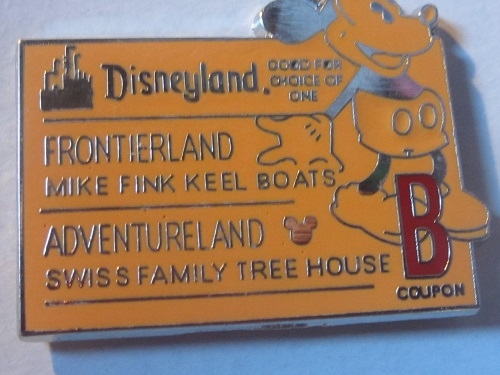 Disneyland.
GOOD FOR
CHOICE OF
ONE
FRONTIERLAND
MIKE FINK KEEL BOATS
ADVENTURELAND
SWISS FAMILY TREE HOUSE
B
COUPON